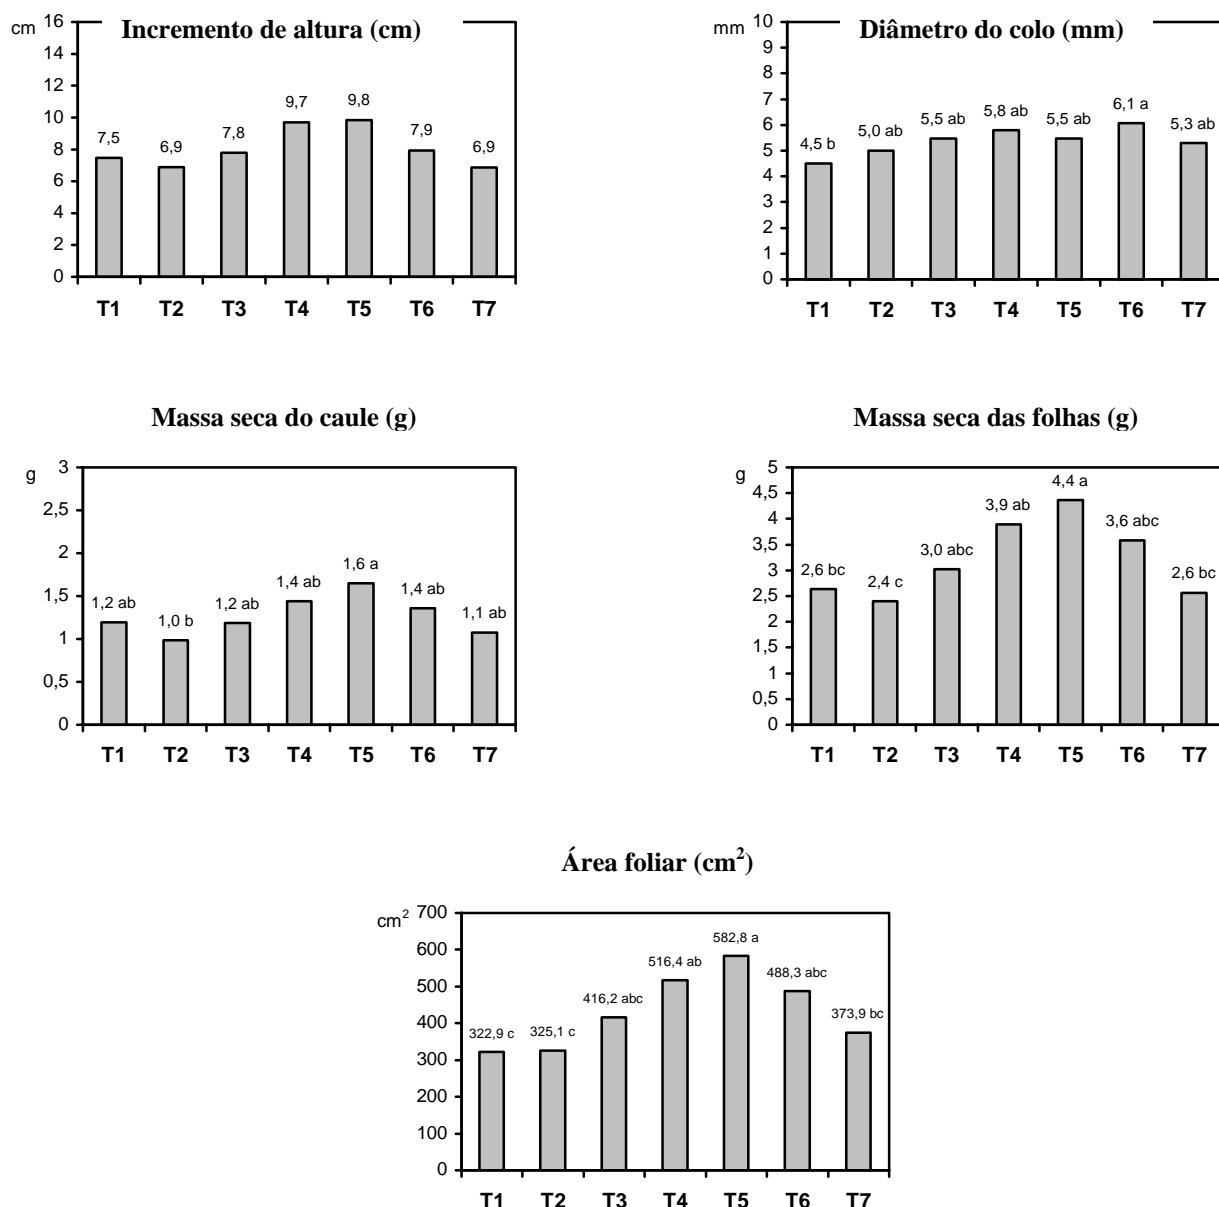 Incremento de altura (cm)
cm
16
14
12
10
8
6
4
2
0
7,5
6,9
7,8
9,7
9,8
7,9
6,9
T1 T2 T3 T4 T5 T6 T7
Diâmetro do colo (mm)
mm
10
9
8
7
6
5
4
3
2
1
0
4,5 b
5,0 ab
5,5 ab
5,8 ab
5,5 ab
6,1 a
5,3 ab
T1 T2 T3 T4 T5 T6 T7
Massa seca do caule (g)
g
3
2,5
2
1,5
1
0,5
0
1,2 ab
1,0 b
1,2 ab
1,4 ab
1,6 a
1,4 ab
1,1 ab
T1 T2 T3 T4 T5 T6 T7
Massa seca das folhas (g)
g
5
4,5
4
3,5
3
2,5
2
1,5
1
0,5
0
2,6 bc
2,4 c
3,0 abc
3,9 ab
4,4 a
3,6 abc
2,6 bc
T1 T2 T3 T4 T5 T6 T7
Área foliar (cm²)
cm²
700
600
500
400
300
200
100
0
322,9 c
325,1 c
416,2 abc
516,4 ab
582,8 a
488,3 abc
373,9 bc
T1 T2 T3 T4 T5 T6 T7